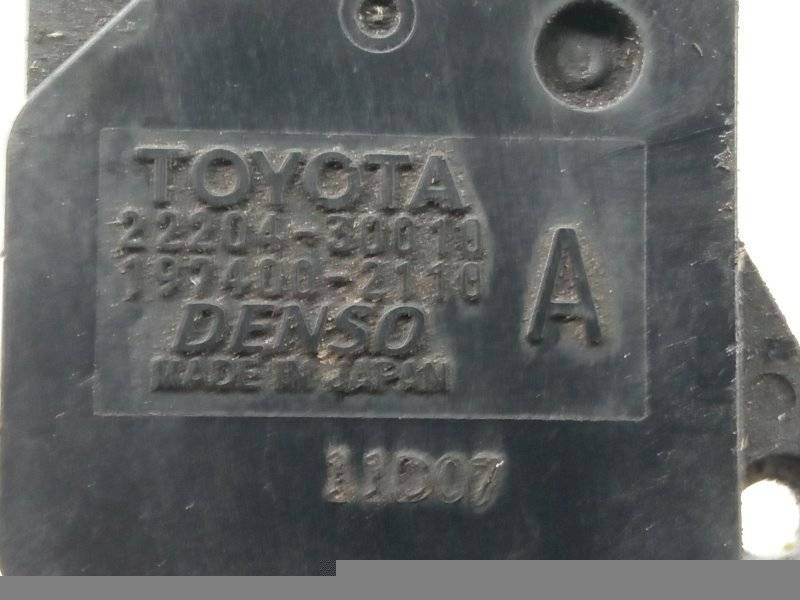 TOYOTA
22204-30010
197400-2110
A
DENSO
MADE IN JAPAN
11D07